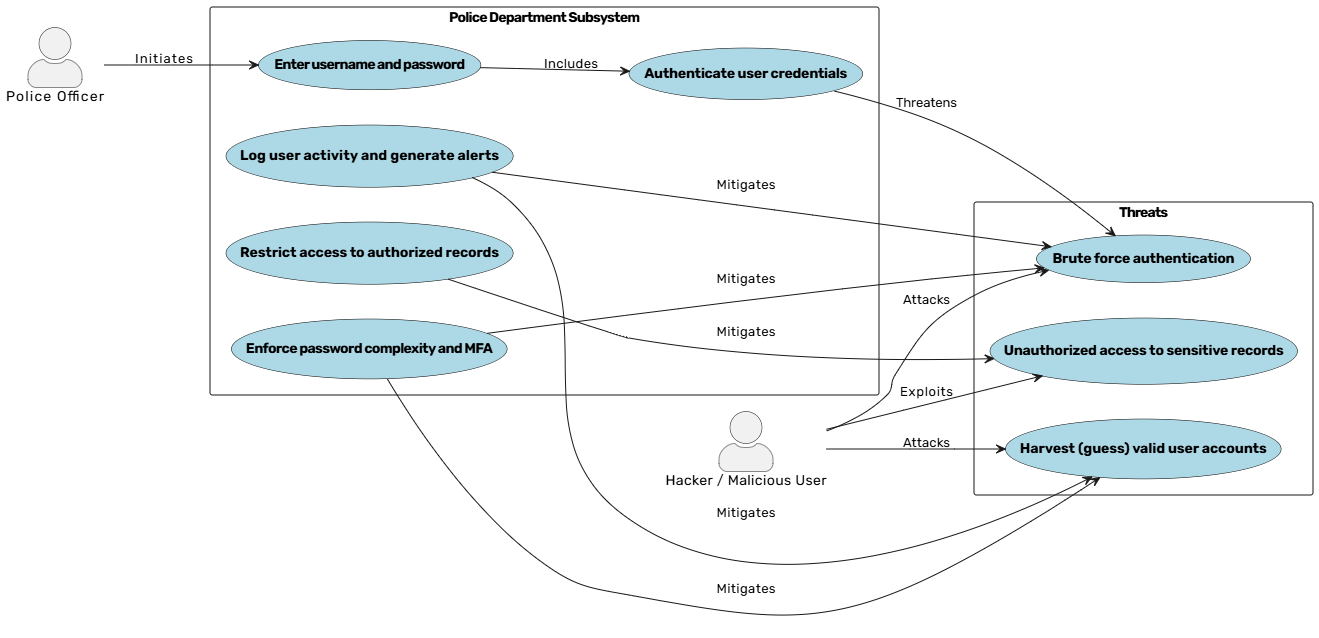 Police Department Subsystem
Initiates
Police Officer
Enter username and password
Includes
Authenticate user credentials
Threatens
Log user activity and generate alerts
Mitigates
Threats
Restrict access to authorized records
Brute force authentication
Mitigates
Attacks
Mitigates
Enforce password complexity and MFA
Unauthorized access to sensitive records
Exploits
Attacks
Harvest (guess) valid user accounts
Hacker / Malicious User
Mitigates
Mitigates